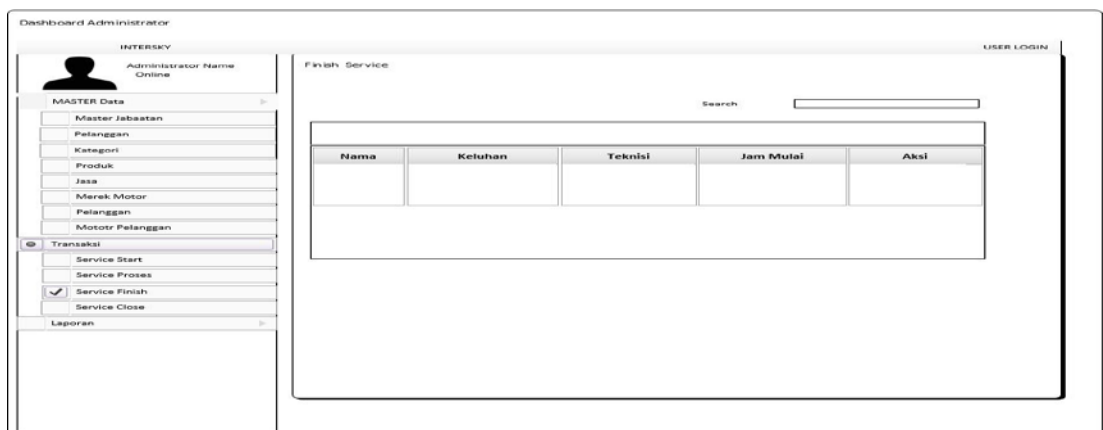 Dashboard Administrator
INTERSKY USER LOGIN
Administrator Name
Online
MASTER Data
Master Jabaatan
Pelanggan
Kategori
Produk
Jasa
Merek Motor
Pelanggan
Mototr Pelanggan
Transaksi
Service Start
Service Proses
Service Finish
Service Close
Laporan
Finish Service
Search
Nama Keluhan Teknisi Jam Mulai Aksi